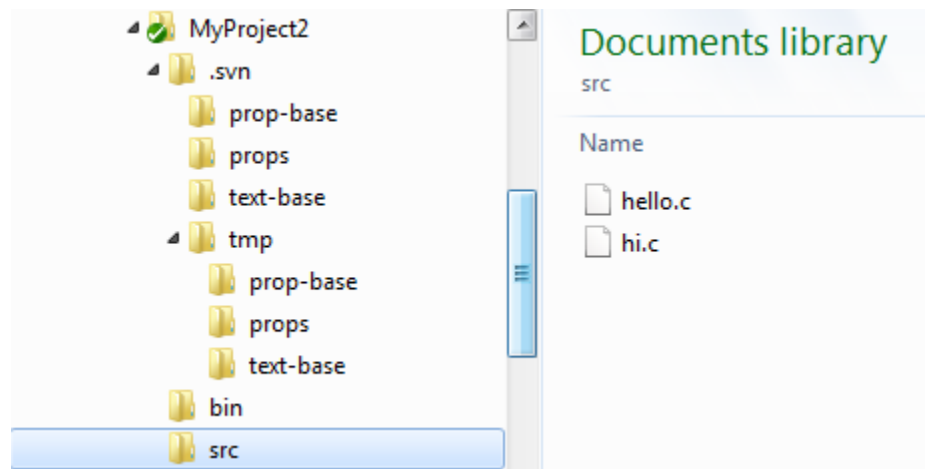 MyProject2
.svn
prop-base
props
text-base
tmp
prop-base
props
text-base
bin
src
Documents library
src
Name
hello.c
hi.c